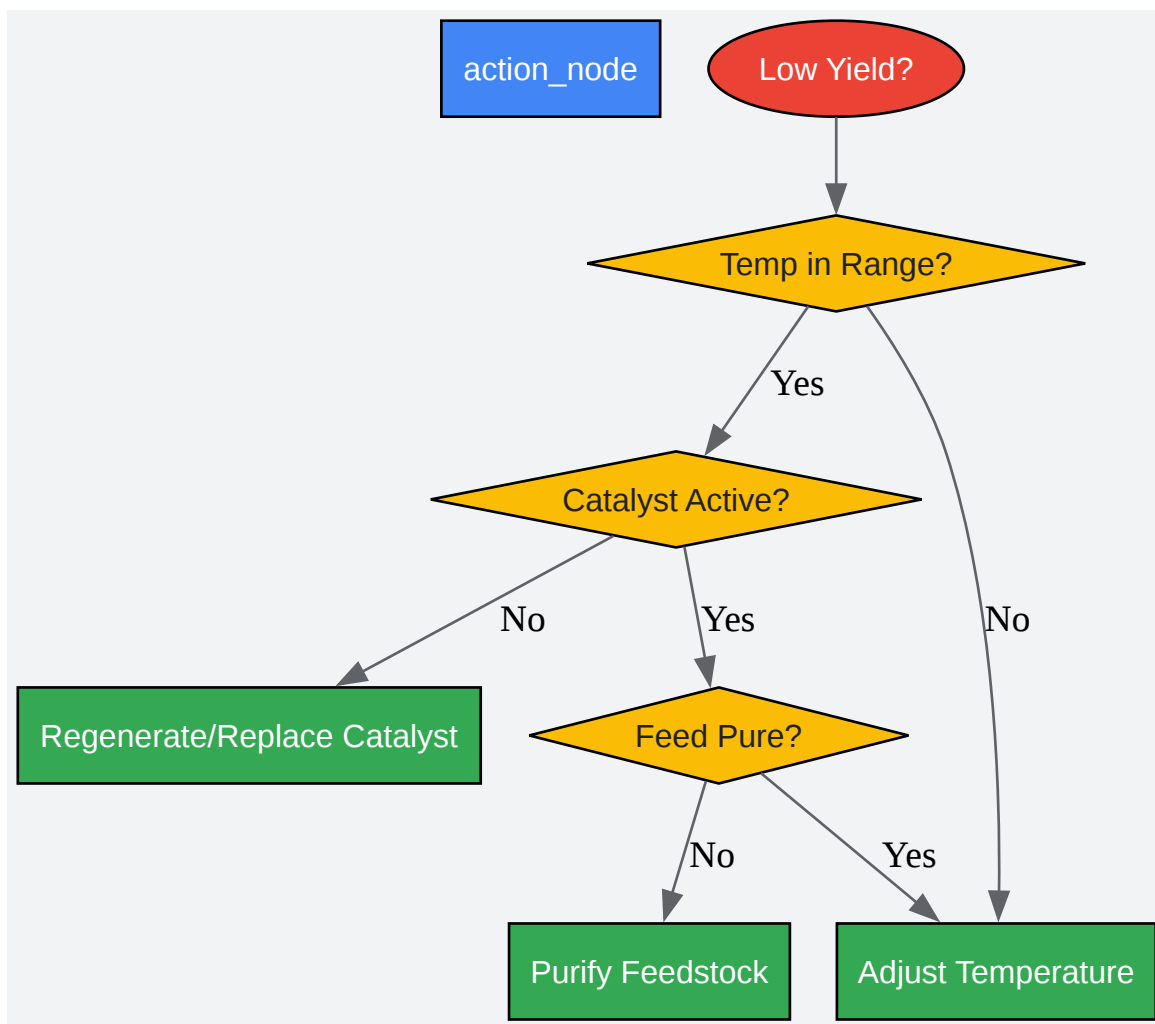 action_node
Low Yield?
Temp in Range?
Yes
Catalyst Active?
No
Yes
No
Regenerate/Replace Catalyst
Feed Pure?
No
Yes
Purify Feedstock
Adjust Temperature